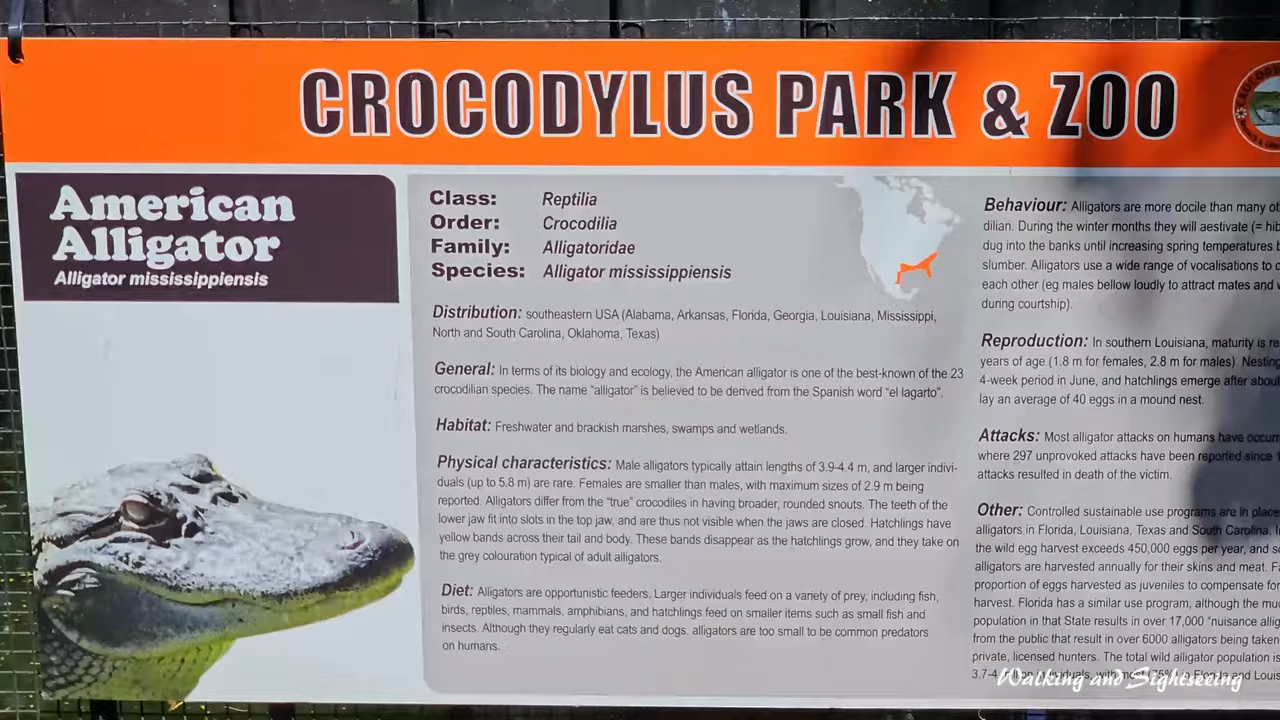 CROCODYLUS PARK & ZOO
American
Alligator
Alligator mississippiensis
Class: Reptilia
Order: Crocodilia
Family: Alligatoridae
Species: Alligator mississippiensis
Distribution: southeastern USA (Alabama, Arkansas, Florida, Georgia, Louisiana, Mississippi,
North and South Carolina, Oklahoma, Texas)
General: In terms of its biology and ecology, the American alligator is one of the best-known of the 23
crocodilian species. The name "alligator" is believed to be derived from the Spanish word "el lagarto".
Habitat: Freshwater and brackish marshes, swamps and wetlands.
Physical characteristics: Male alligators typically attain lengths of 3.9-4.4 m, and larger indivi-
duals (up to 5.8 m) are rare. Females are smaller than males, with maximum sizes of 2.9 m being
reported. Alligators differ from the "true" crocodiles in having broader, rounded snouts. The teeth of the
lower jaw fit into slots in the top jaw, and are thus not visible when the jaws are closed. Hatchlings have
yellow bands across their tail and body. These bands disappear as the hatchlings grow, and they take on
the grey colouration typical of adult alligators.
Diet: Alligators are opportunistic feeders. Larger individuals feed on a variety of prey, including fish,
birds, reptiles, mammals, amphibians, and hatchlings feed on smaller items such as small fish and
insects. Although they regularly eat cats and dogs, alligators are too small to be common predators
on humans.
Behaviour: Alligators are more docile than many
dilian. During the winter months they will aestivate (=
dug into the banks until increasing spring temperatures
slumber. Alligators use a wide range of vocalisations to
each other (eg males bellow loudly to attract mates and
during courtship).
Reproduction: In southern Louisiana, maturity is
years of age (1.8 m for females, 2.8 m for males). Nesting
4-week period in June, and hatchlings emerge after
lay an average of 40 eggs in a mound nest.
Attacks: Most alligator attacks on humans have
where 297 unprovoked attacks have been reported since
attacks resulted in death of the victim.
Other: Controlled sustainable use programs are in place
alligators in Florida, Louisiana, Texas and South Carolina.
the wild egg harvest exceeds 450,000 eggs per year, and
alligators are harvested annually for their skins and meat.
proportion of eggs harvested as juveniles to compensate for
harvest. Florida has a similar use program, although the
population in that State results in over 17,000 "nuisance
from the public that result in over 6000 alligators being taken
private, licensed hunters. The total wild alligator population is
Walking and Sightseeing